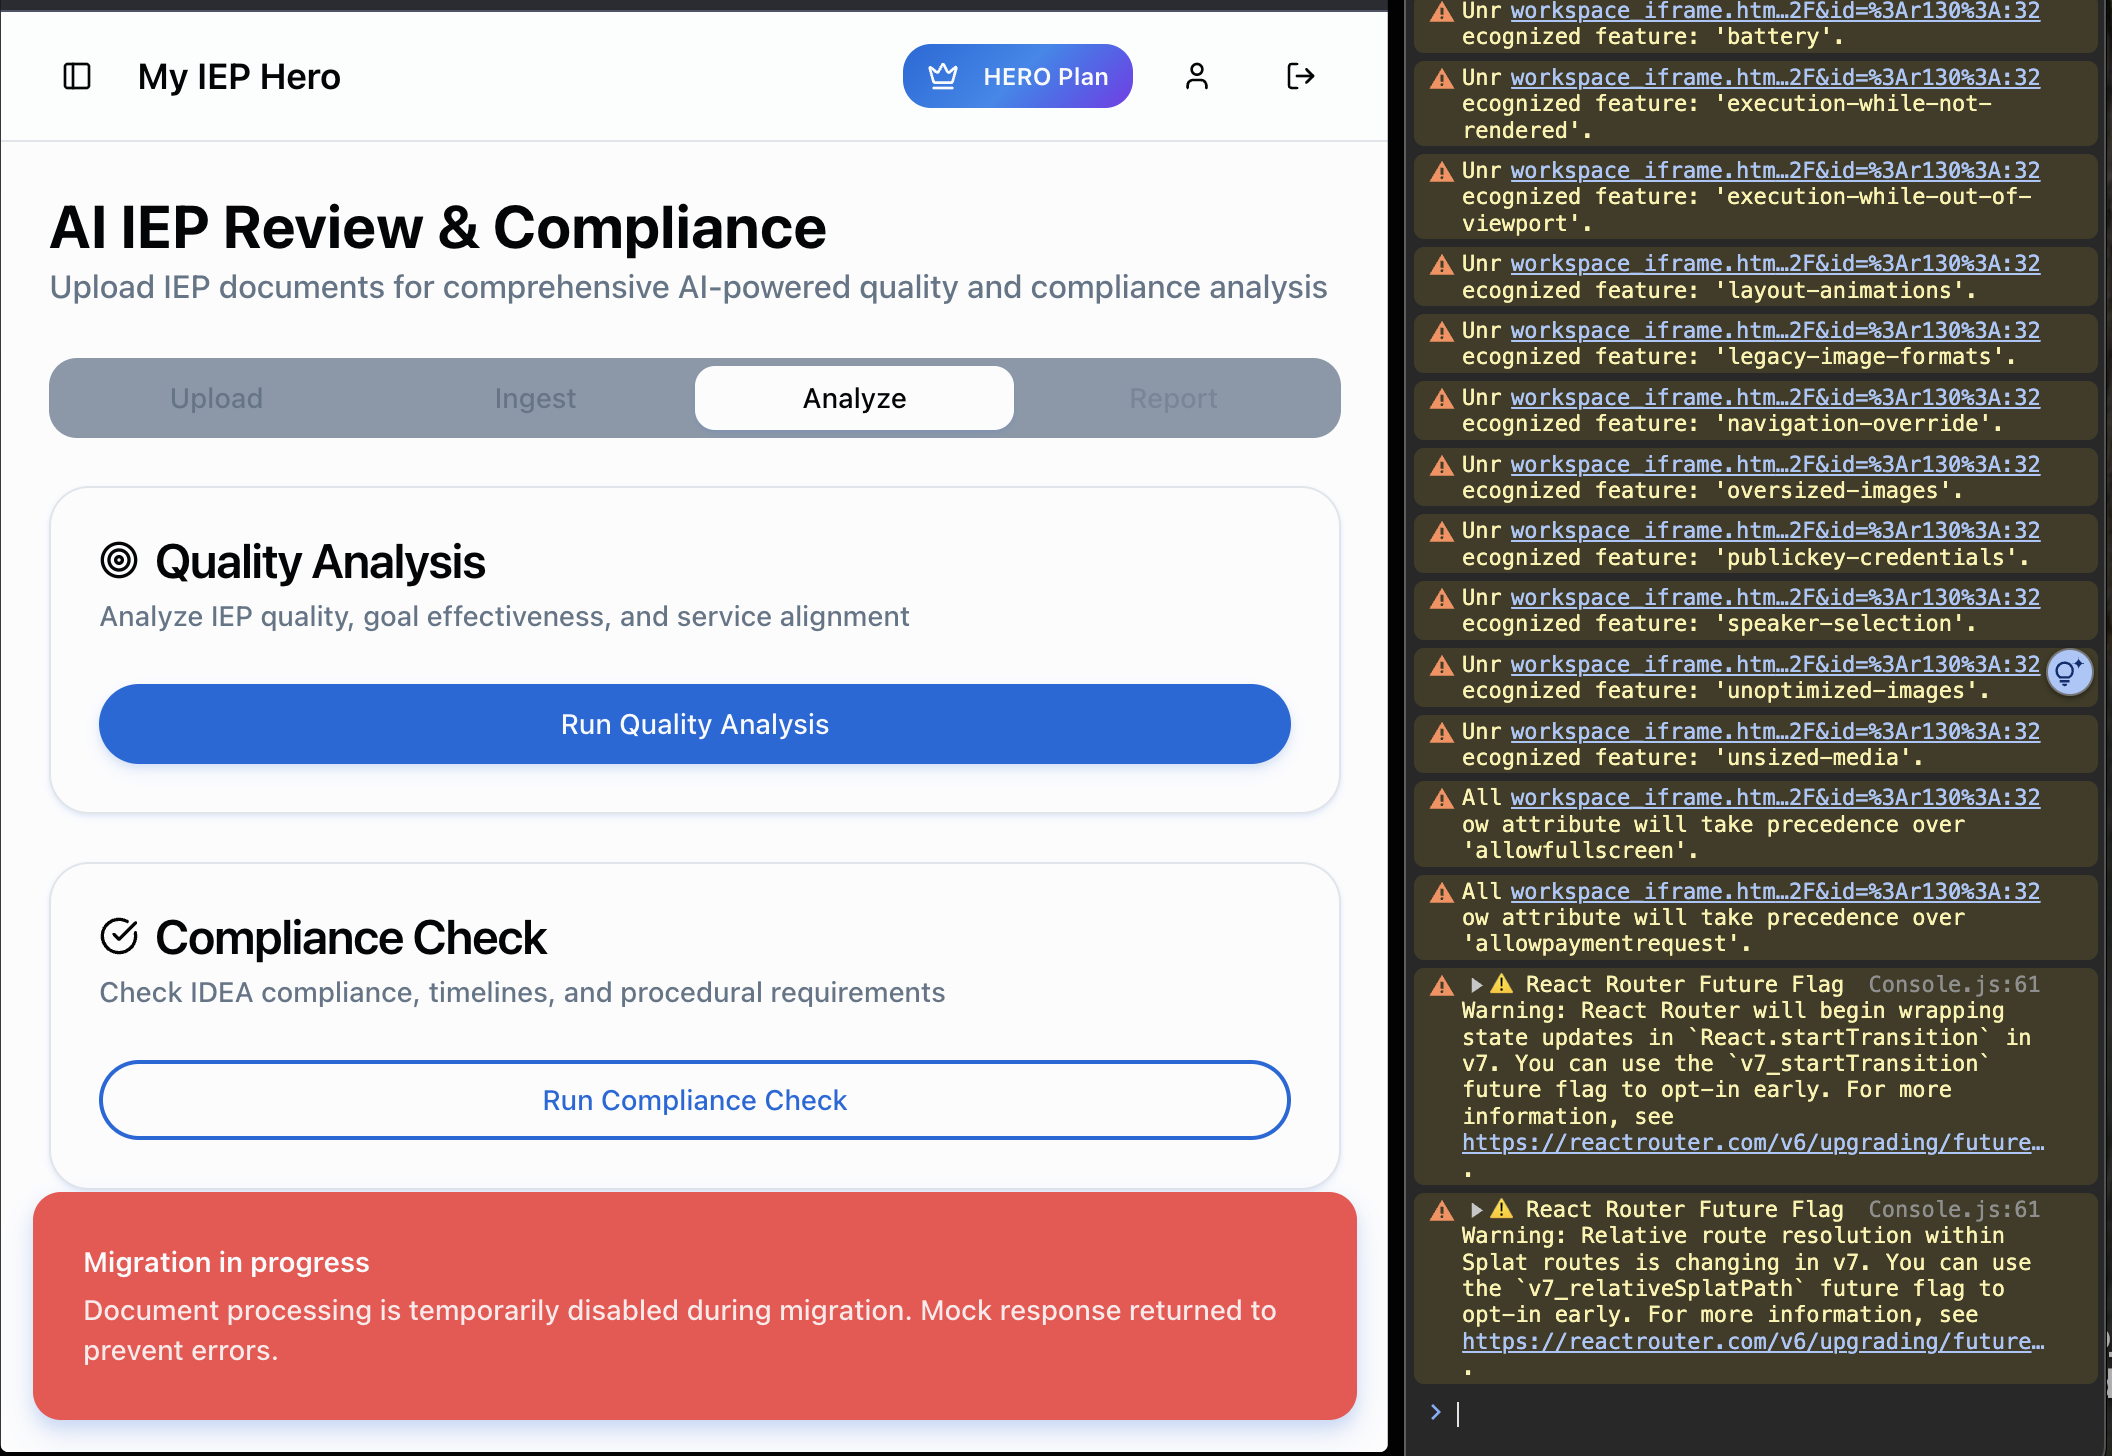 My IEP Hero
HERO Plan
AI IEP Review & Compliance
Upload IEP documents for comprehensive AI-powered quality and compliance analysis
Upload
Ingest
Analyze
Report
Quality Analysis
Analyze IEP quality, goal effectiveness, and service alignment
Run Quality Analysis
Compliance Check
Check IDEA compliance, timelines, and procedural requirements
Run Compliance Check
Migration in progress
Document processing is temporarily disabled during migration. Mock response returned to
prevent errors.
Unr workspace_iframe.htm…2F&id=%3Ar130%3A:32
ecognized feature: 'battery'.
Unr workspace_iframe.htm…2F&id=%3Ar130%3A:32
ecognized feature: 'execution-while-not-
rendered'.
Unr workspace_iframe.htm…2F&id=%3Ar130%3A:32
ecognized feature: 'execution-while-out-of-
viewport'.
Unr workspace_iframe.htm…2F&id=%3Ar130%3A:32
ecognized feature: 'layout-animations'.
Unr workspace_iframe.htm…2F&id=%3Ar130%3A:32
ecognized feature: 'legacy-image-formats'.
Unr workspace_iframe.htm…2F&id=%3Ar130%3A:32
ecognized feature: 'navigation-override'.
Unr workspace_iframe.htm…2F&id=%3Ar130%3A:32
ecognized feature: 'oversized-images'.
Unr workspace_iframe.htm…2F&id=%3Ar130%3A:32
ecognized feature: 'publickey-credentials'.
Unr workspace_iframe.htm…2F&id=%3Ar130%3A:32
ecognized feature: 'speaker-selection'.
Unr workspace_iframe.htm…2F&id=%3Ar130%3A:32
ecognized feature: 'unoptimized-images'.
Unr workspace_iframe.htm…2F&id=%3Ar130%3A:32
ecognized feature: 'unsized-media'.
All workspace_iframe.htm…2F&id=%3Ar130%3A:32
ow attribute will take precedence over
'allowfullscreen'.
All workspace_iframe.htm…2F&id=%3Ar130%3A:32
ow attribute will take precedence over
'allowpaymentrequest'.
React Router Future Flag Console.js:61
Warning: React Router will begin wrapping
state updates in `React.startTransition` in
v7. You can use the `v7_startTransition`
future flag to opt-in early. For more
information, see
https://reactrouter.com/v6/upgrading/future…
.
React Router Future Flag Console.js:61
Warning: Relative route resolution within
Splat routes is changing in v7. You can use
the `v7_relativeSplatPath` future flag to
opt-in early. For more information, see
https://reactrouter.com/v6/upgrading/future…
.